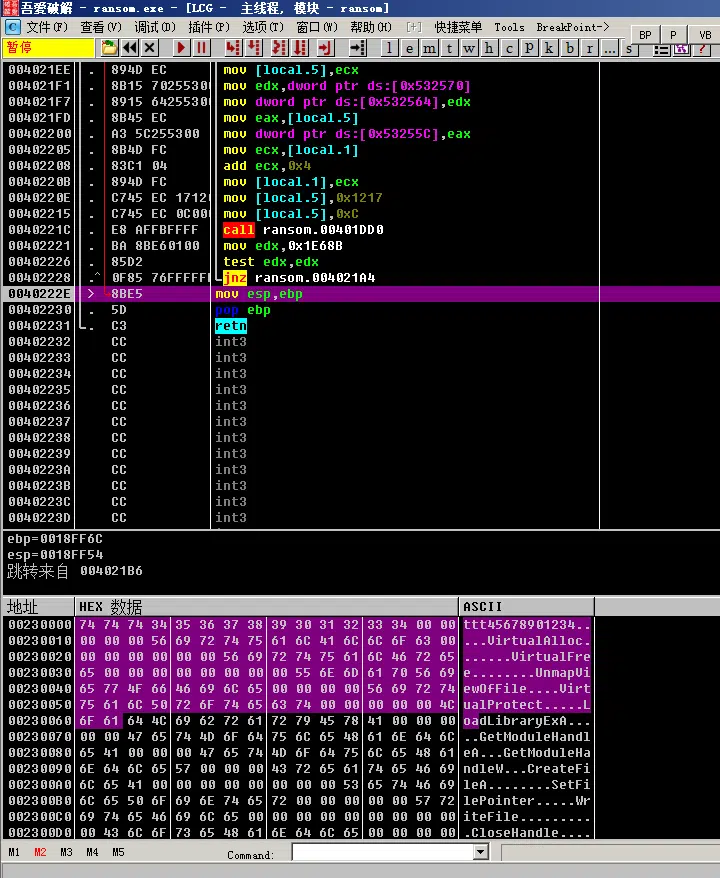 吾爱破解 - ransom.exe - [LCG - 主线程, 模块 - ransom]
C 文件(F) 查看(V) 调试(D) 插件(P) 选项(T) 窗口(W) 帮助(H) [+] 快捷菜单 Tools BreakPoint->
BP P VB
暂停 l e m t w h c P k b r ... s ?
004021EE . 894D EC mov [local.5],ecx
004021F1 . 8B15 70255300 mov edx,dword ptr ds:[0x532570]
004021F7 . 8915 64255300 mov dword ptr ds:[0x532564],edx
004021FD . 8B45 EC mov eax,[local.5]
00402200 . A3 5C255300 mov dword ptr ds:[0x53255C],eax
00402205 . 8B4D FC mov ecx,[local.1]
00402208 . 83C1 04 add ecx,0x4
0040220B . 894D FC mov [local.1],ecx
0040220E . C745 EC 17120 mov [local.5],0x1217
00402215 . C745 EC 0C000 mov [local.5],0xC
0040221C . E8 AFFBFFFF call ransom.00401DD0
00402221 . BA 8BE60100 mov edx,0x1E68B
00402226 . 85D2 test edx,edx
00402228 .^ 0F85 76FFFFFF jnz ransom.004021A4
0040222E > 8BE5 mov esp,ebp
00402230 . 5D pop ebp
00402231 . C3 retn
00402232 CC int3
00402233 CC int3
00402234 CC int3
00402235 CC int3
00402236 CC int3
00402237 CC int3
00402238 CC int3
00402239 CC int3
0040223A CC int3
0040223B CC int3
0040223C CC int3
0040223D CC int3
ebp=0018FF6C
esp=0018FF54
跳转来自 004021B6
地址 HEX 数据 ASCII
00230000 74 74 74 34 35 36 37 38 39 30 31 32 33 34 00 00 ttt45678901234..
00230010 00 00 00 56 69 72 74 75 61 6C 41 6C 6C 6F 63 00 ...VirtualAlloc.
00230020 00 00 00 00 00 00 56 69 72 74 75 61 6C 46 72 65 ......VirtualFre
00230030 65 00 00 00 00 00 00 00 00 55 6E 6D 61 70 56 69 e........UnmapVi
00230040 65 77 4F 66 46 69 6C 65 00 00 00 00 56 69 72 74 ewOfFile....Virt
00230050 75 61 6C 50 72 6F 74 65 63 74 00 00 00 00 00 4C ualProtect.....L
00230060 6F 61 64 4C 69 62 72 61 72 79 45 78 41 00 00 00 oadLibraryExA...
00230070 00 00 47 65 74 4D 6F 64 75 6C 65 48 61 6E 64 6C ..GetModuleHandl
00230080 65 41 00 00 00 47 65 74 4D 6F 64 75 6C 65 48 61 eA...GetModuleHa
00230090 6E 64 6C 65 57 00 00 00 43 72 65 61 74 65 46 69 ndleW...CreateFi
002300A0 6C 65 41 00 00 00 00 00 00 00 00 53 65 74 46 69 leA........SetFi
002300B0 6C 65 50 6F 69 6E 74 65 72 00 00 00 00 00 57 72 lePointer.....Wr
002300C0 69 74 65 46 69 6C 65 00 00 00 00 00 00 00 00 00 iteFile.........
002300D0 00 43 6C 6F 73 65 48 61 6E 64 6C 65 00 00 00 00 .CloseHandle....
M1 M2 M3 M4 M5 Command: